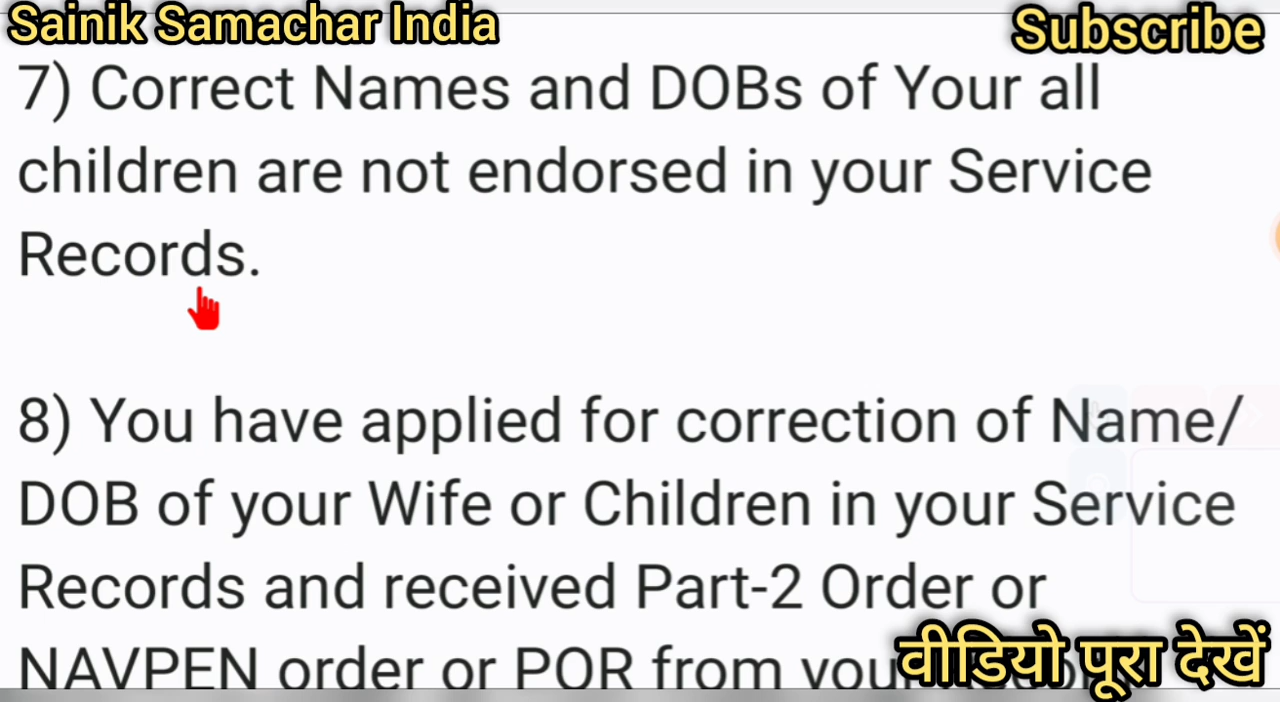 Sainik Samachar India
Subscribe
7) Correct Names and DOBs of Your all
children are not endorsed in your Service
Records.
8) You have applied for correction of Name/
DOB of your Wife or Children in your Service
Records and received Part-2 Order or
NAVPEN order or POR from your
वीडियो पूरा देखें